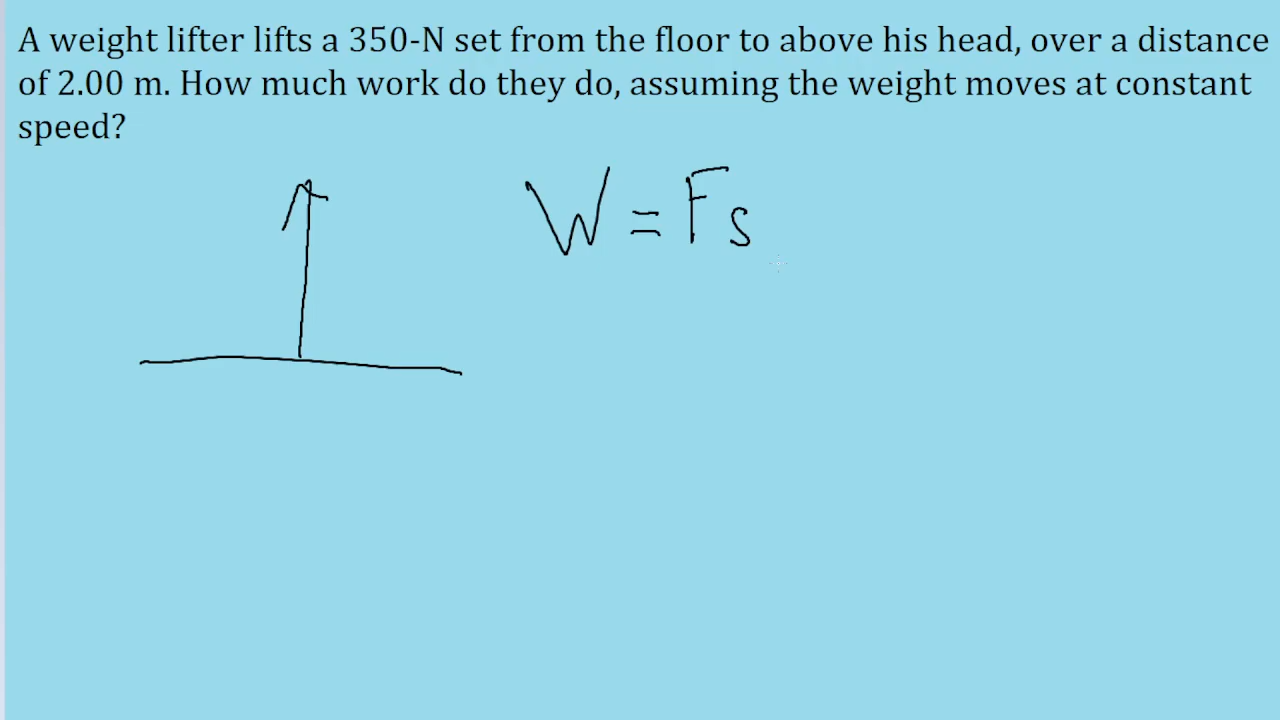 A weight lifter lifts a 350-N set from the floor to above his head, over a distance
of 2.00 m. How much work do they do, assuming the weight moves at constant
speed?
W = Fs